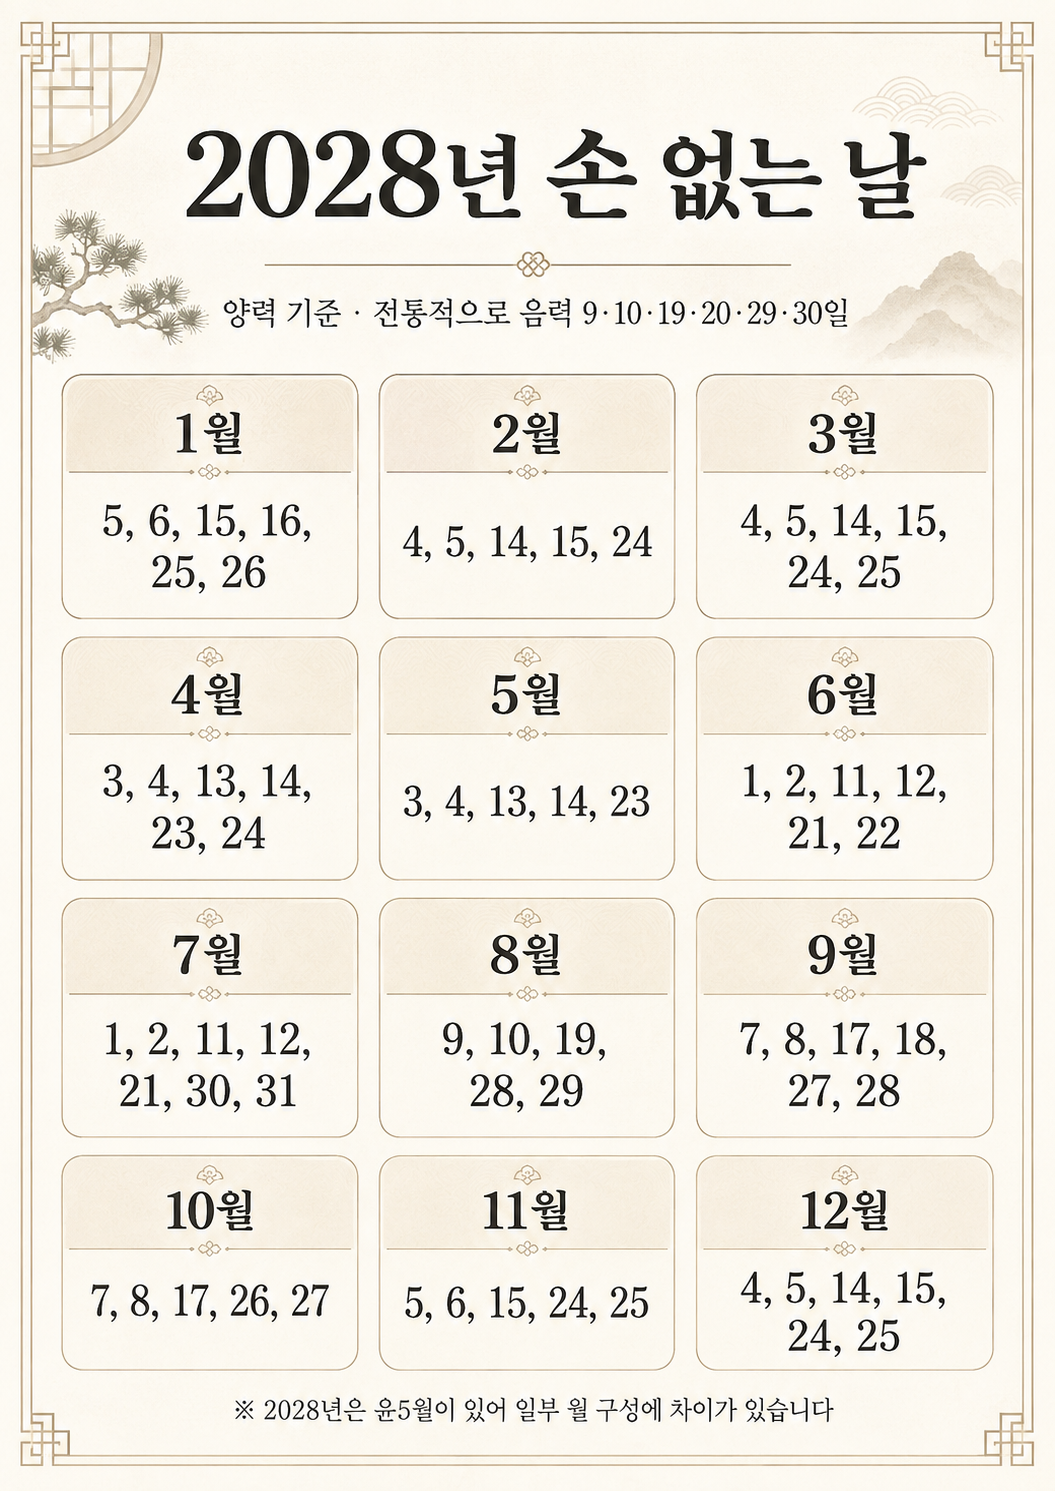 2028년 손 없는 날
양력 기준 · 전통적으로 음력 9·10·19·20·29·30일
1월
5, 6, 15, 16,
25, 26
2월
4, 5, 14, 15, 24
3월
4, 5, 14, 15,
24, 25
4월
3, 4, 13, 14,
23, 24
5월
3, 4, 13, 14, 23
6월
1, 2, 11, 12,
21, 22
7월
1, 2, 11, 12,
21, 30, 31
8월
9, 10, 19,
28, 29
9월
7, 8, 17, 18,
27, 28
10월
7, 8, 17, 26, 27
11월
5, 6, 15, 24, 25
12월
4, 5, 14, 15,
24, 25
※ 2028년은 윤5월이 있어 일부 월 구성에 차이가 있습니다